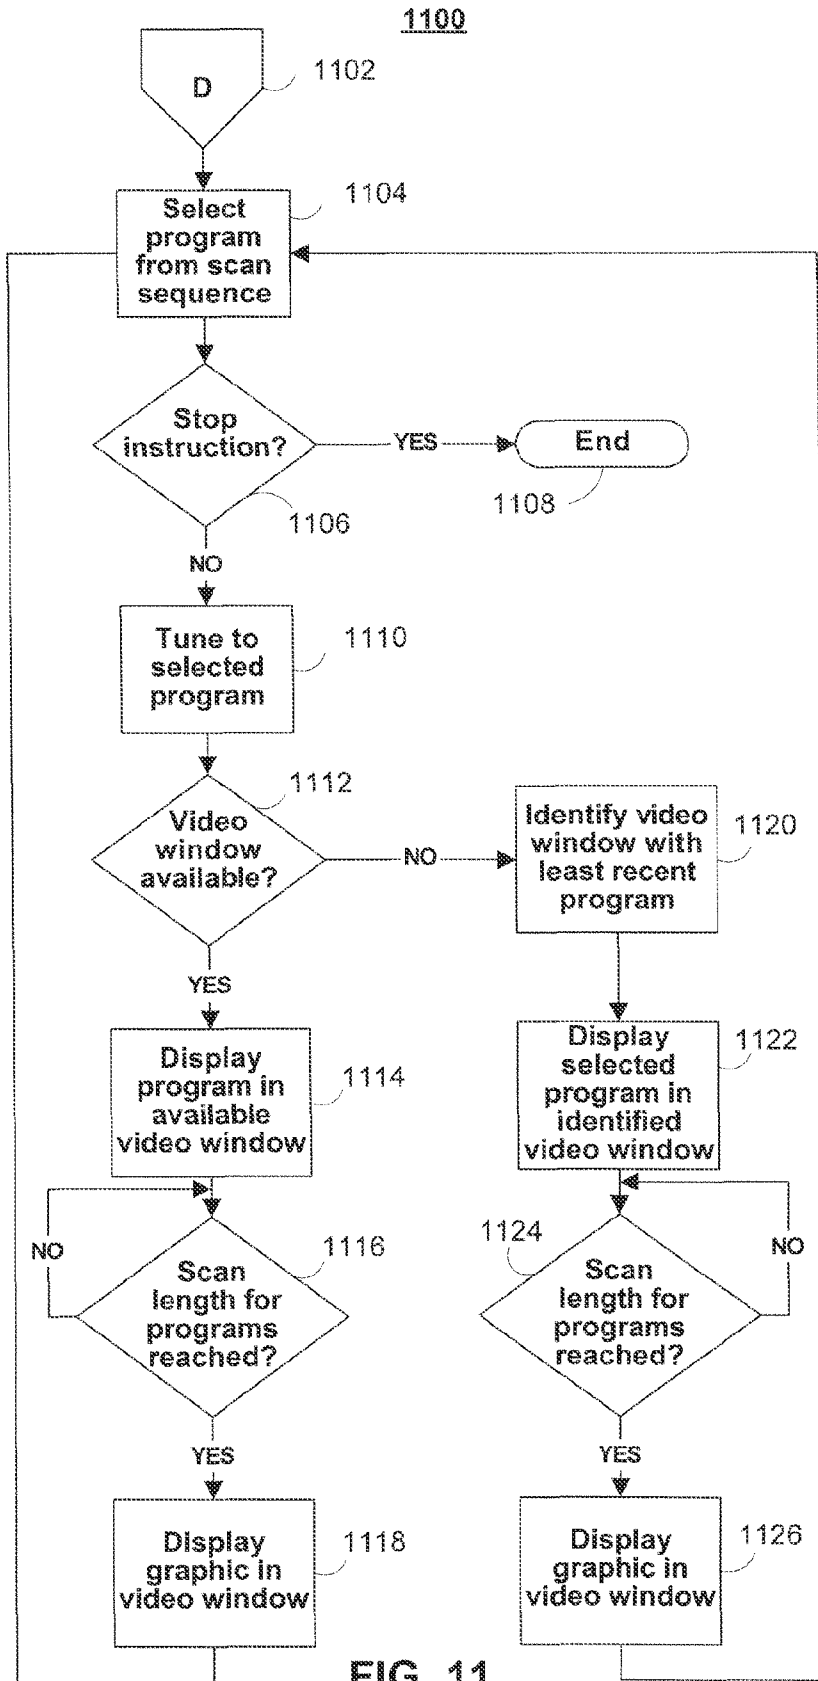 1100
D
1102
Select
program
from scan
sequence
1104
Stop
instruction?
1106
YES
End
1108
NO
Tune to
selected
program
1110
Video
window
available?
1112
NO
Identify video
window with
least recent
program
1120
YES
Display
program in
available
video window
1114
Display
selected
program in
identified
video window
1122
NO
Scan
length for
programs
reached?
1116
Scan
length for
programs
reached?
1124
NO
YES
YES
Display
graphic in
video window
1118
Display
graphic in
video window
1126
FIG. 11